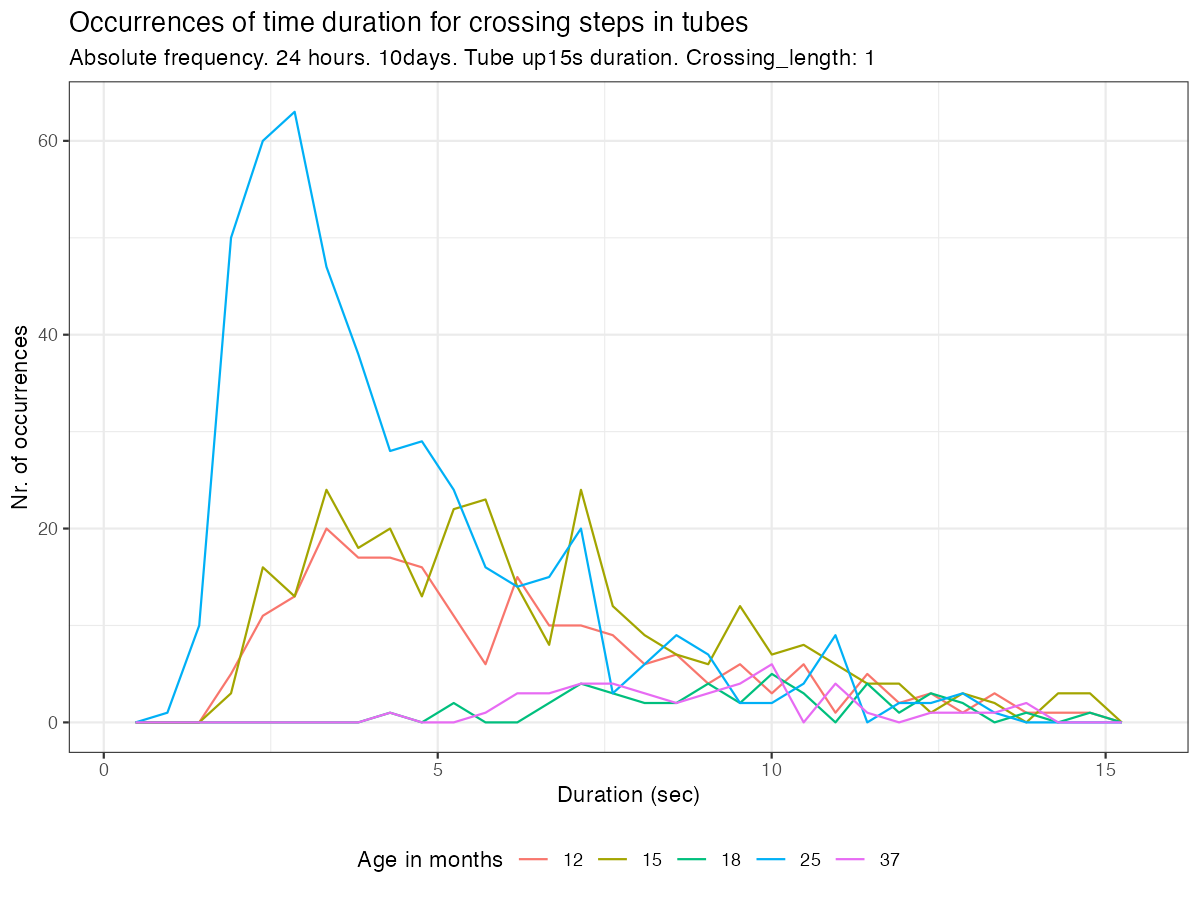 Occurrences of time duration for crossing steps in tubes
Absolute frequency. 24 hours. 10days. Tube up15s duration. Crossing_length: 1
60
40
20
0
Nr. of occurrences
0 5 10 15
Duration (sec)
Age in months 12 15 18 25 37